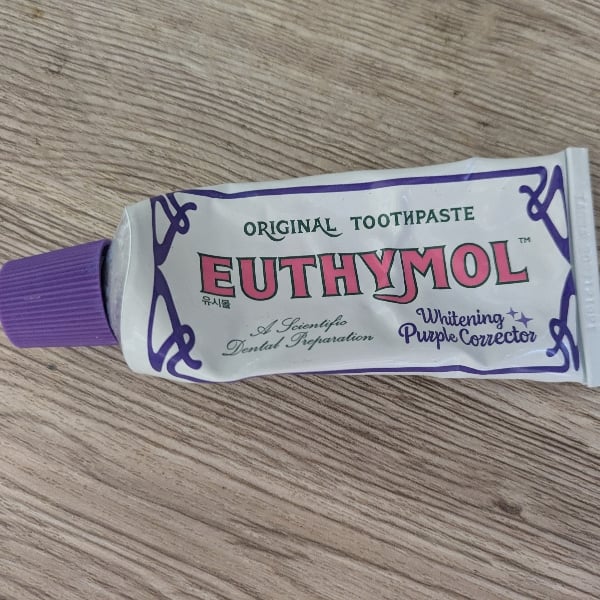 ORIGINAL TOOTHPASTE
EUTHYMOL™
유시몰
A Scientific
Dental Preparation
Whitening
Purple Corrector